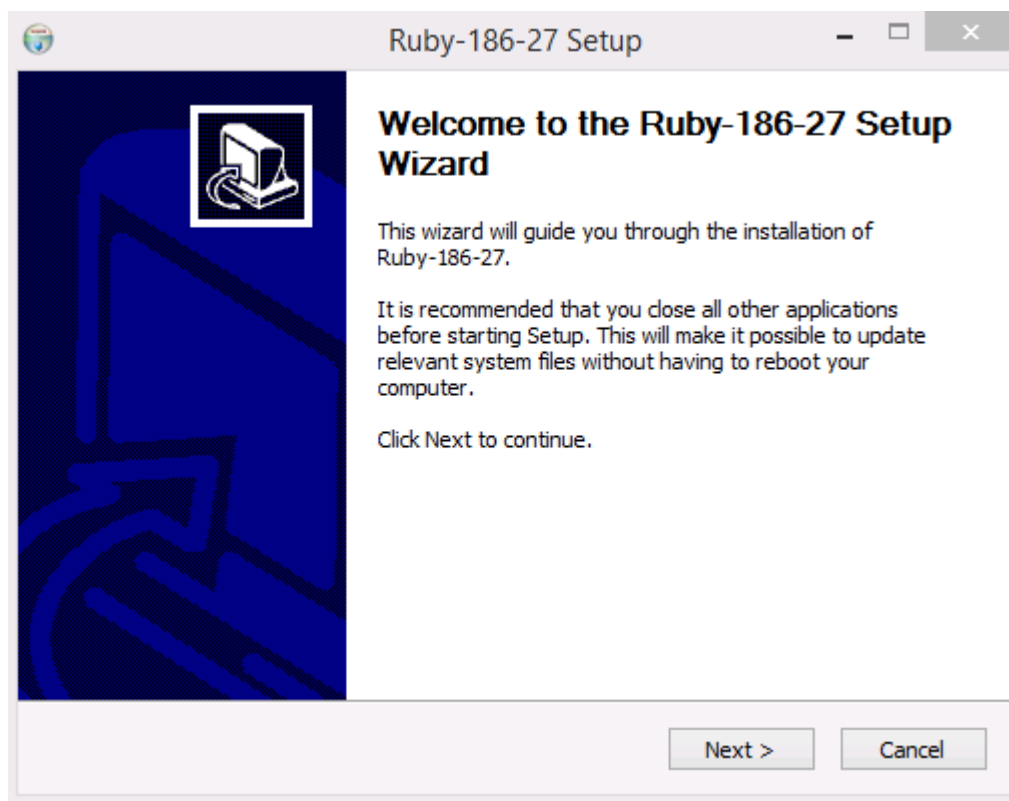 Ruby-186-27 Setup
Welcome to the Ruby-186-27 Setup
Wizard
This wizard will guide you through the installation of
Ruby-186-27.
It is recommended that you close all other applications
before starting Setup. This will make it possible to update
relevant system files without having to reboot your
computer.
Click Next to continue.
Next >
Cancel